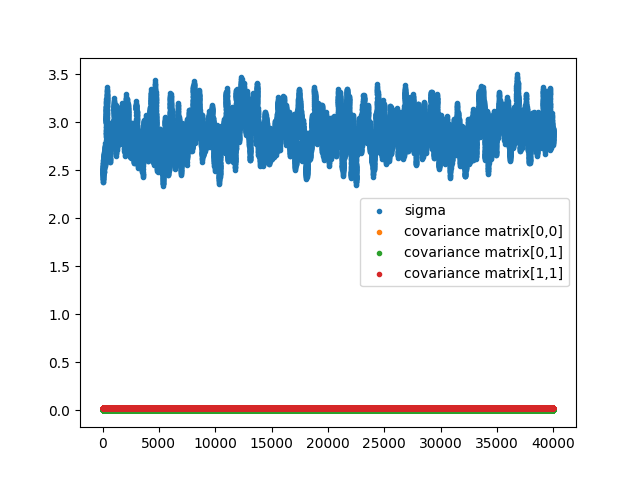 3.5
3.0
2.5
2.0
1.5
1.0
0.5
0.0
sigma
covariance matrix[0,0]
covariance matrix[0,1]
covariance matrix[1,1]
0 5000 10000 15000 20000 25000 30000 35000 40000